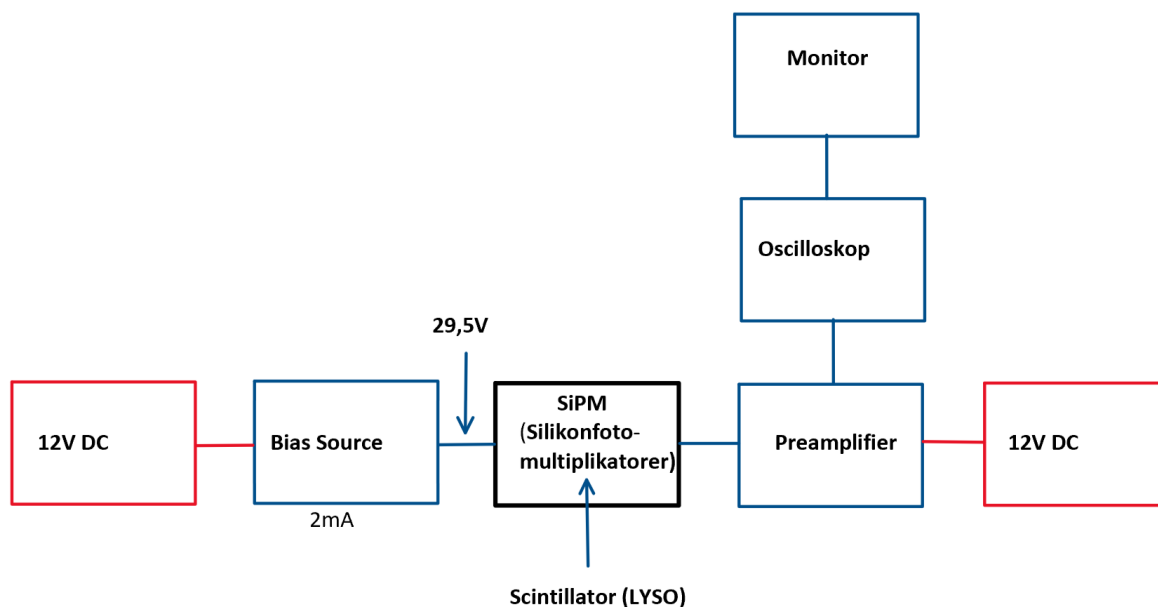 Monitor
Oscilloskop
29,5V
12V DC
Bias Source
2mA
SiPM
(Silikonfoto-
multiplikatorer)
Preamplifier
12V DC
Scintillator (LYSO)